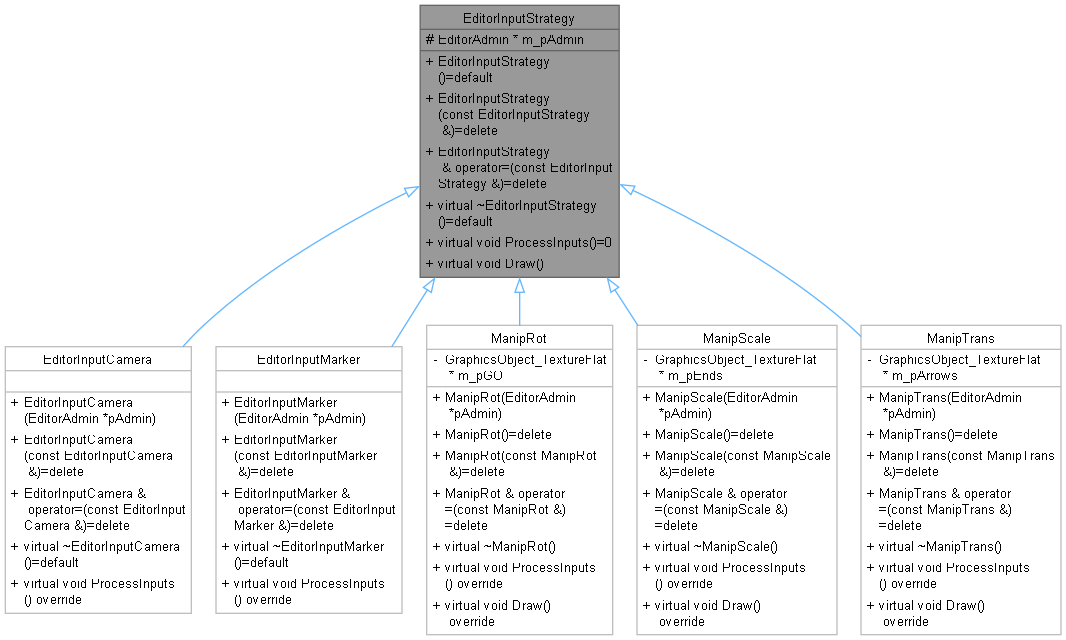 EditorInputStrategy
# EditorAdmin * m_pAdmin
+ EditorInputStrategy
()=default
+ EditorInputStrategy
(const EditorInputStrategy
&)=delete
+ EditorInputStrategy
& operator=(const EditorInput
Strategy &)=delete
+ virtual ~EditorInputStrategy
()=default
+ virtual void ProcessInputs()=0
+ virtual void Draw()
EditorInputCamera
+ EditorInputCamera
(EditorAdmin *pAdmin)
+ EditorInputCamera
(const EditorInputCamera
&)=delete
+ EditorInputCamera &
operator=(const EditorInput
Camera &)=delete
+ virtual ~EditorInputCamera
()=default
+ virtual void ProcessInputs
() override
EditorInputMarker
+ EditorInputMarker
(EditorAdmin *pAdmin)
+ EditorInputMarker
(const EditorInputMarker
&)=delete
+ EditorInputMarker &
operator=(const EditorInput
Marker &)=delete
+ virtual ~EditorInputMarker
()=default
+ virtual void ProcessInputs
() override
ManipRot
- GraphicsObject_TextureFlat
* m_pGO
+ ManipRot(EditorAdmin
*pAdmin)
+ ManipRot()=delete
+ ManipRot(const ManipRot
&)=delete
+ ManipRot & operator
=(const ManipRot &)
=delete
+ virtual ~ManipRot()
+ virtual void ProcessInputs
() override
+ virtual void Draw()
override
ManipScale
- GraphicsObject_TextureFlat
* m_pEnds
+ ManipScale(EditorAdmin
*pAdmin)
+ ManipScale()=delete
+ ManipScale(const ManipScale
&)=delete
+ ManipScale & operator
=(const ManipScale &)
=delete
+ virtual ~ManipScale()
+ virtual void ProcessInputs
() override
+ virtual void Draw()
override
ManipTrans
- GraphicsObject_TextureFlat
* m_pArrows
+ ManipTrans(EditorAdmin
*pAdmin)
+ ManipTrans()=delete
+ ManipTrans(const ManipTrans
&)=delete
+ ManipTrans & operator
=(const ManipTrans &)
=delete
+ virtual ~ManipTrans()
+ virtual void ProcessInputs
() override
+ virtual void Draw()
override